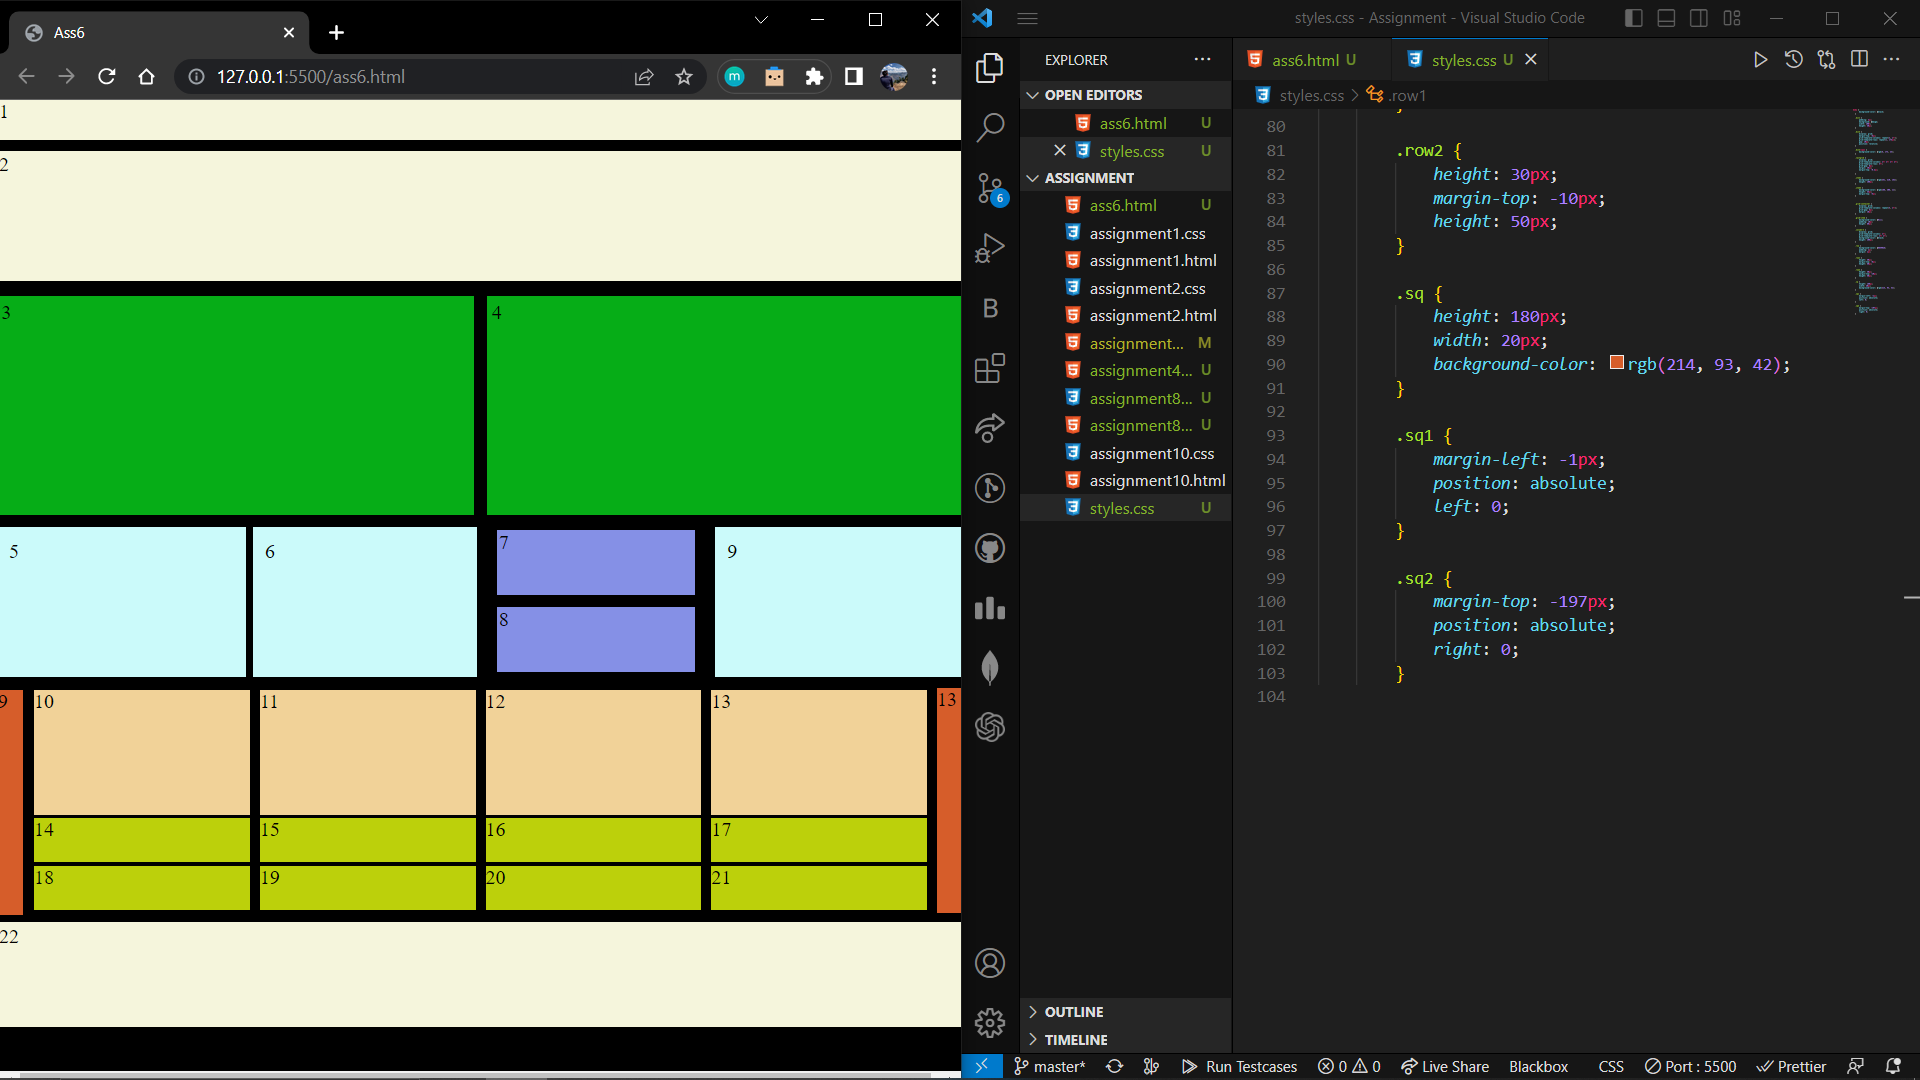 Ass6
127.0.0.1:5500/ass6.html
m
1
2
3
4
5
6
7
9
8
9
10
11
12
13
13
14
15
16
17
18
19
20
21
22
styles.css - Assignment - Visual Studio Code
EXPLORER
OPEN EDITORS
ass6.html U
styles.css U
ASSIGNMENT
ass6.html U
assignment1.css
assignment1.html
assignment2.css
assignment2.html
assignment... M
assignment4... U
assignment8... U
assignment8... U
assignment10.css
assignment10.html
styles.css U
OUTLINE
TIMELINE
6
B
ass6.html U
styles.css U
styles.css > .row1
}
80
81 .row2 {
82 height: 30px;
83 margin-top: -10px;
84 height: 50px;
85 }
86
87 .sq {
88 height: 180px;
89 width: 20px;
90 background-color: rgb(214, 93, 42);
91 }
92
93 .sq1 {
94 margin-left: -1px;
95 position: absolute;
96 left: 0;
97 }
98
99 .sq2 {
100 margin-top: -197px;
101 position: absolute;
102 right: 0;
103 }
104
master* Run Testcases 0 0 Live Share Blackbox CSS Port : 5500 Prettier